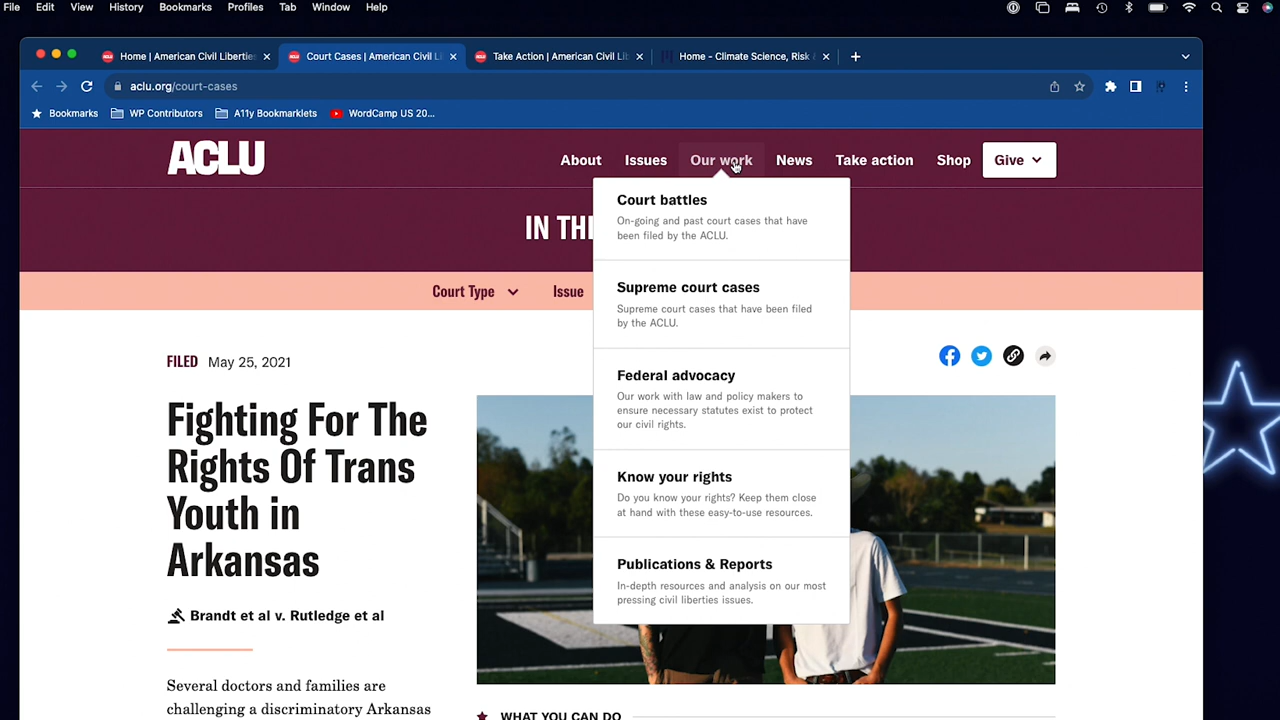 File Edit View History Bookmarks Profiles Tab Window Help
Home | American Civil Liberties
Court Cases | American Civil Li
Take Action | American Civil Lib
Home - Climate Science, Risk &
aclu.org/court-cases
Bookmarks WP Contributors A11y Bookmarklets WordCamp US 20...
ACLU
About Issues Our work News Take action Shop Give
IN THE
Court Type Issue
Court battles
On-going and past court cases that have
been filed by the ACLU.
Supreme court cases
Supreme court cases that have been filed
by the ACLU.
Federal advocacy
Our work with law and policy makers to
ensure necessary statutes exist to protect
our civil rights.
Know your rights
Do you know your rights? Keep them close
at hand with these easy-to-use resources.
Publications & Reports
In-depth resources and analysis on our most
pressing civil liberties issues.
FILED May 25, 2021
Fighting For The
Rights Of Trans
Youth in
Arkansas
Brandt et al v. Rutledge et al
Several doctors and families are
challenging a discriminatory Arkansas
WHAT YOU CAN DO